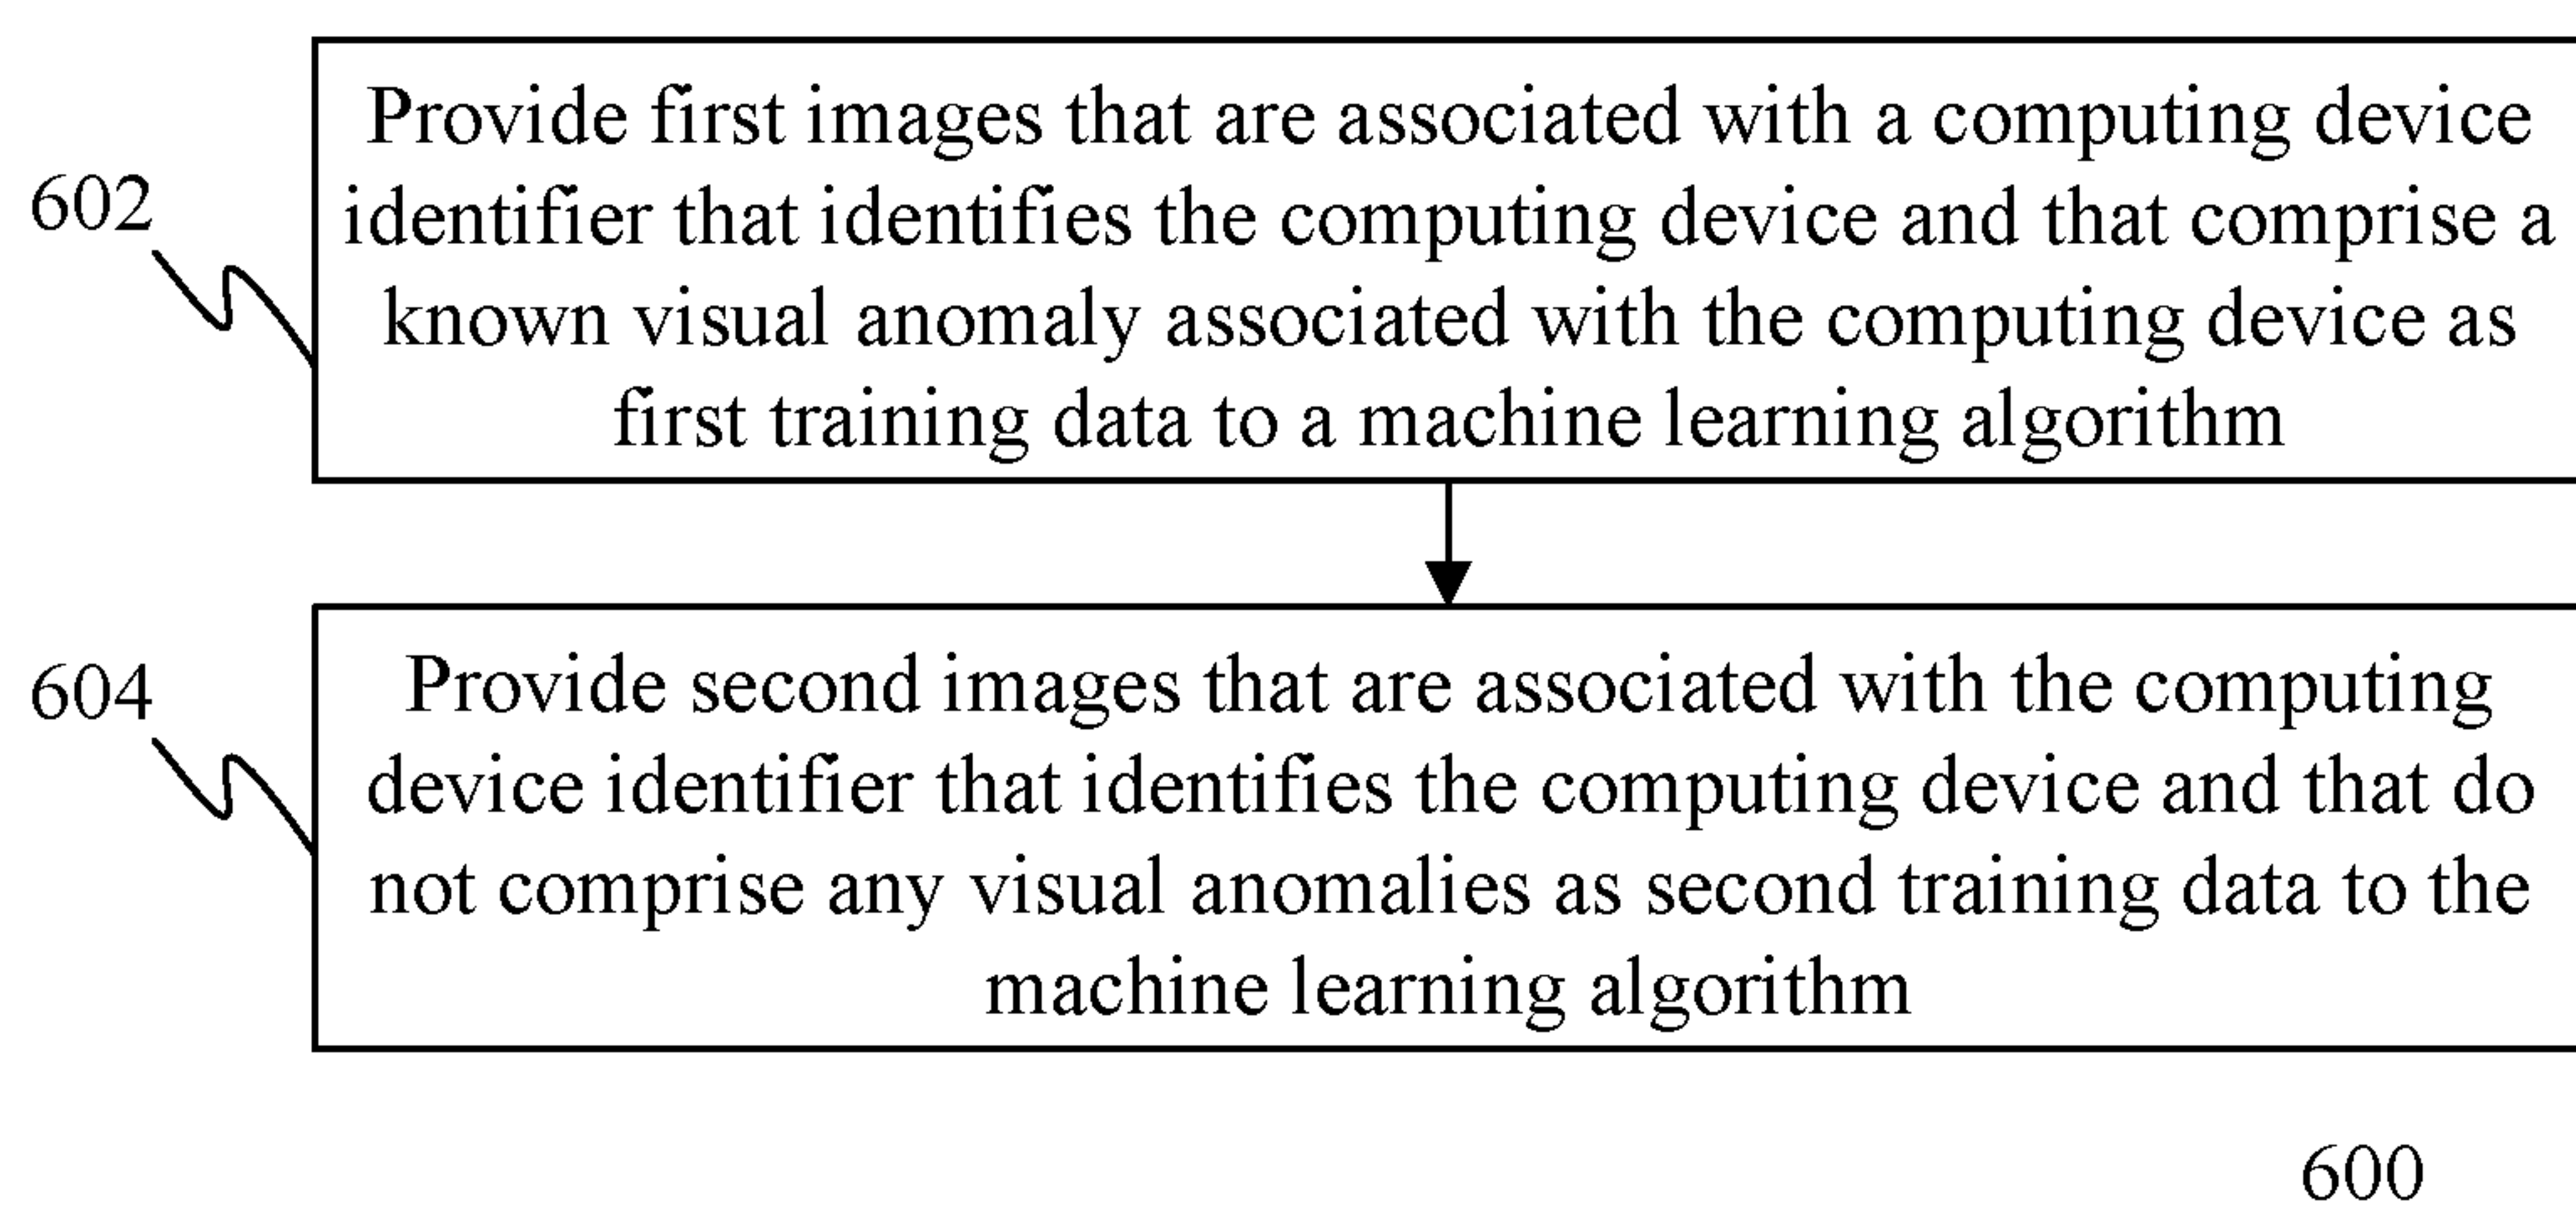 Provide first images that are associated with a computing device
identifier that identifies the computing device and that comprise a
602
known visual anomaly associated with the computing device as
first training data to a machine learning algorithm
Provide second images that are associated with the computing
604
device identifier that identifies the computing device and that do
not comprise any visual anomalies as second training data to the
machine learning algorithm
600